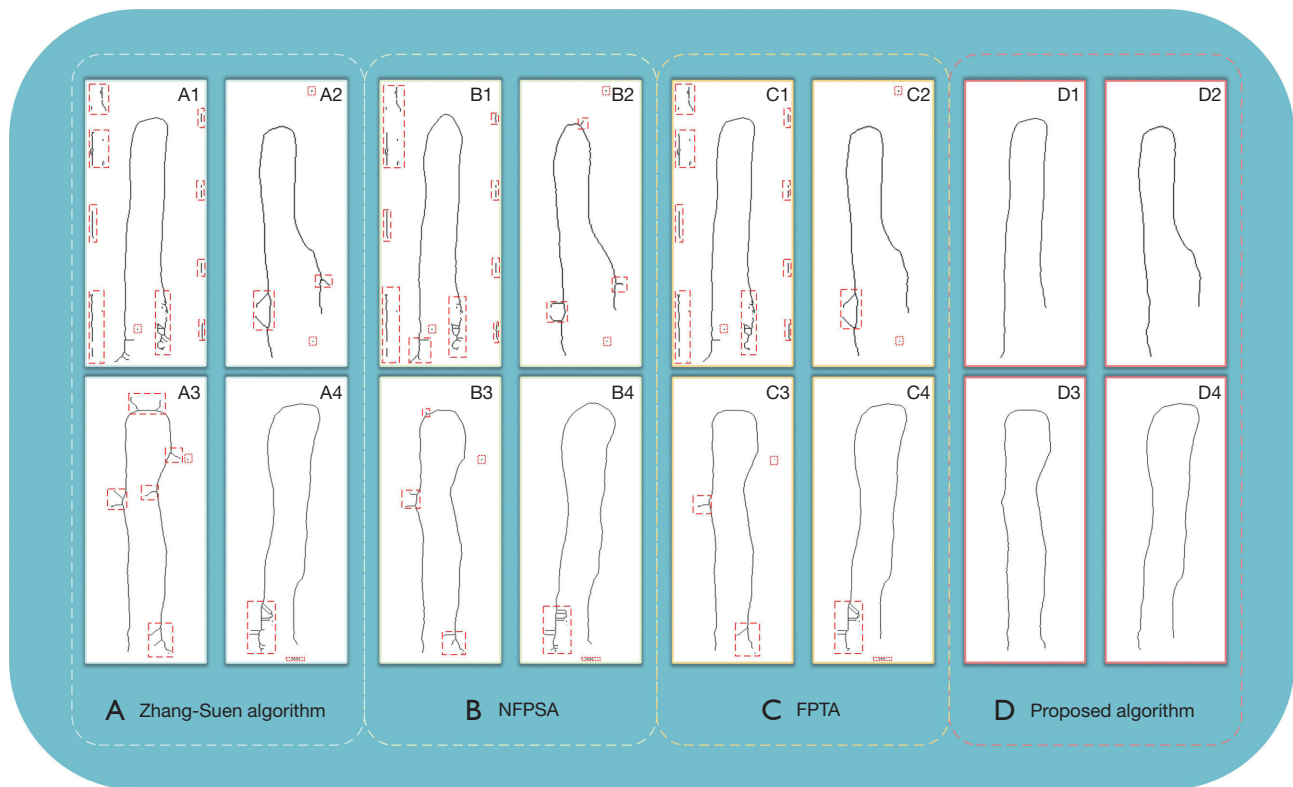 A1 A2 B1 B2 C1 C2 D1 D2
A3 A4 B3 B4 C3 C4 D3 D4
A Zhang-Suen algorithm B NFPSA C FPTA D Proposed algorithm